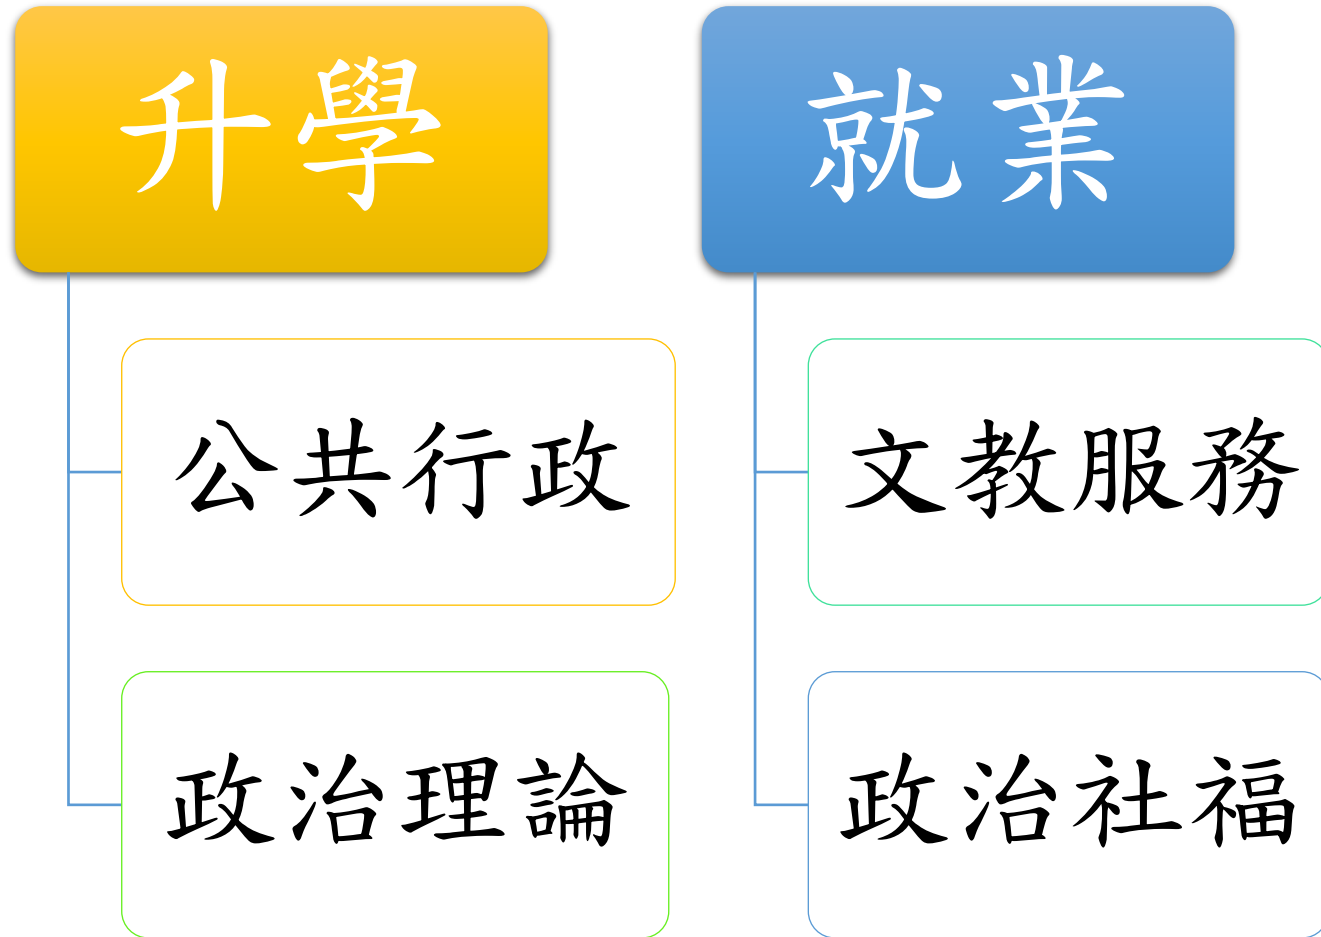 升學
公共行政
政治理論
就業
文教服務
政治社福